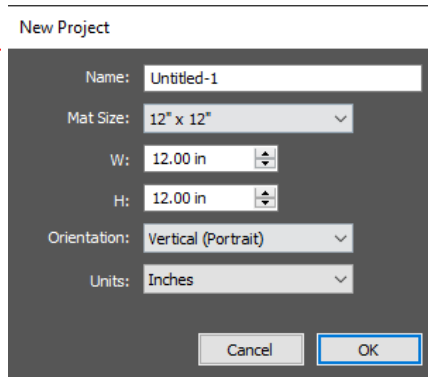 New Project
Name: Untitled-1
Mat Size: 12" x 12"
W: 12.00 in
H: 12.00 in
Orientation: Vertical (Portrait)
Units: Inches
Cancel OK